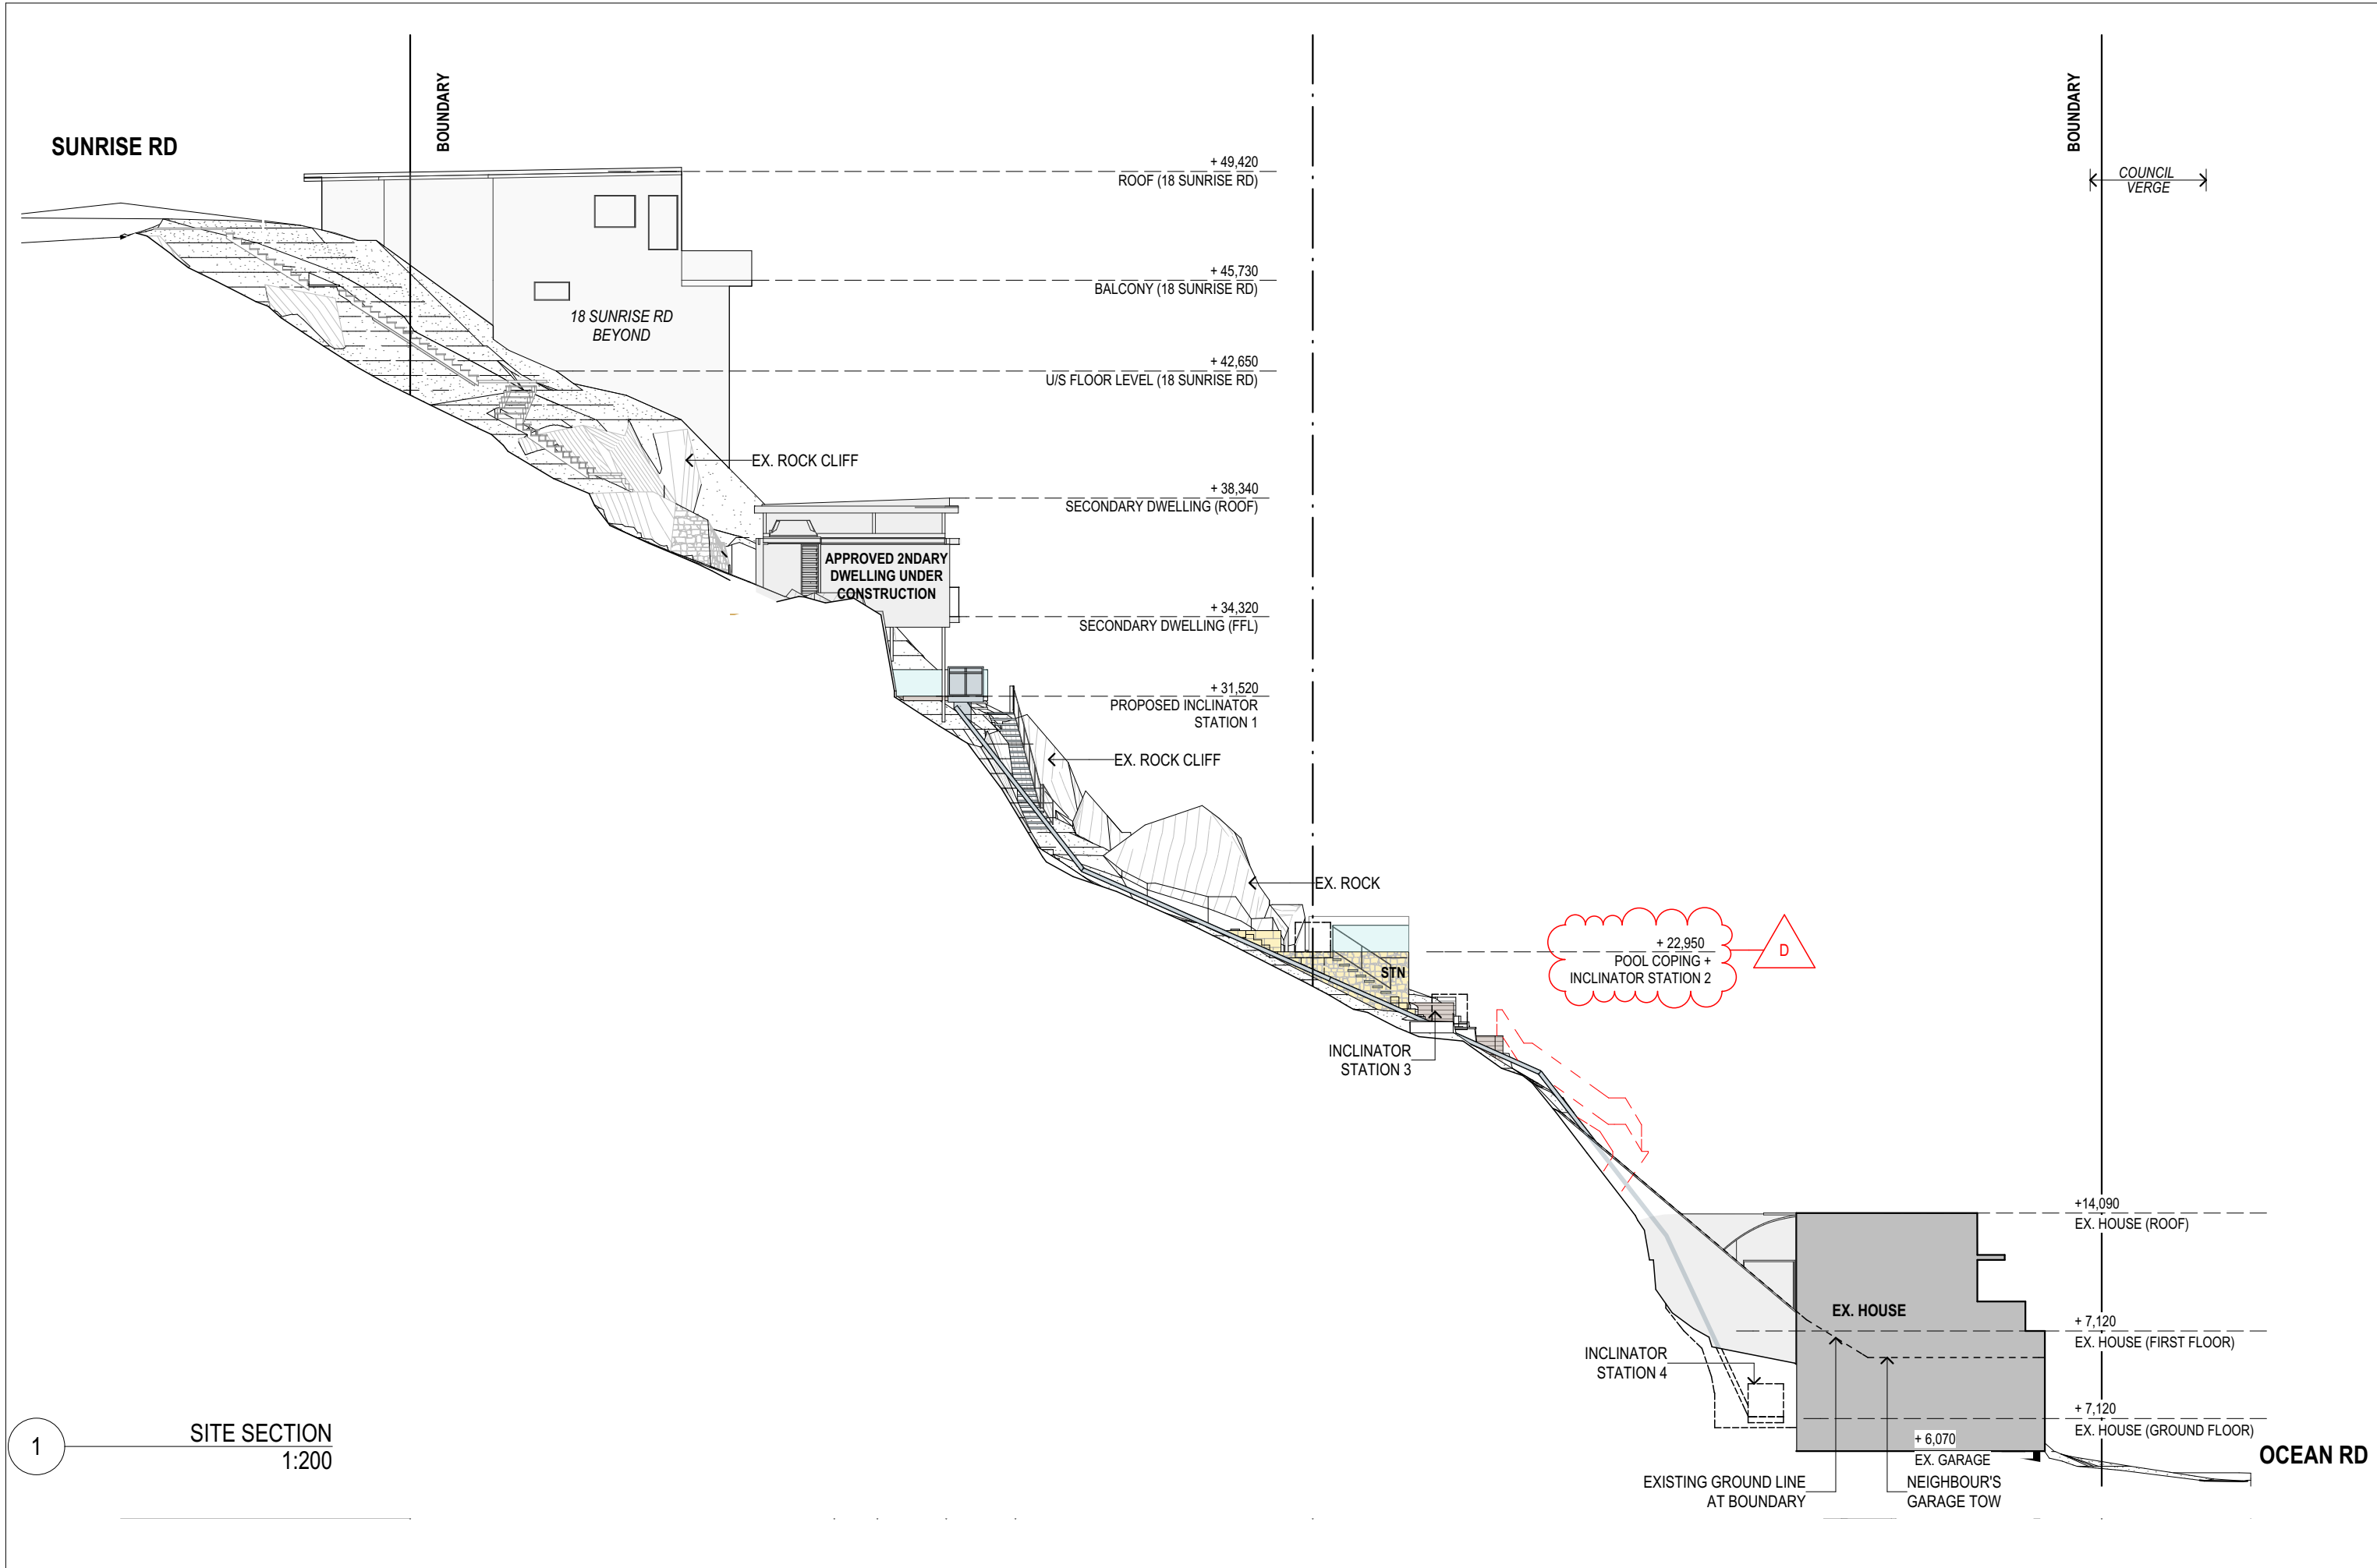 BOUNDARY
BOUNDARY
SUNRISE RD
COUNCIL
VERGE
+ 49,420
ROOF (18 SUNRISE RD)
+ 45,730
BALCONY (18 SUNRISE RD)
18 SUNRISE RD
BEYOND
+ 42,650
U/S FLOOR LEVEL (18 SUNRISE RD)
EX. ROCK CLIFF
+ 38,340
SECONDARY DWELLING (ROOF)
APPROVED 2NDARY
DWELLING UNDER
CONSTRUCTION
+ 34,320
SECONDARY DWELLING (FFL)
+ 31,520
PROPOSED INCLINATOR
STATION 1
EX. ROCK CLIFF
EX. ROCK
+ 22,950
POOL COPING +
INCLINATOR STATION 2
D
STN
INCLINATOR
STATION 3
+14,090
EX. HOUSE (ROOF)
EX. HOUSE
+ 7,120
EX. HOUSE (FIRST FLOOR)
INCLINATOR
STATION 4
+ 7,120
EX. HOUSE (GROUND FLOOR)
+ 6,070
EX. GARAGE
OCEAN RD
EXISTING GROUND LINE
AT BOUNDARY
NEIGHBOUR'S
GARAGE TOW
1
SITE SECTION
1:200